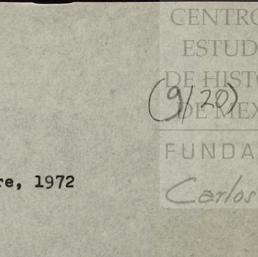 CENTRO
ESTUD
DE HISTO
(9/20)
DE MEX
FUNDA
Carlos
re, 1972